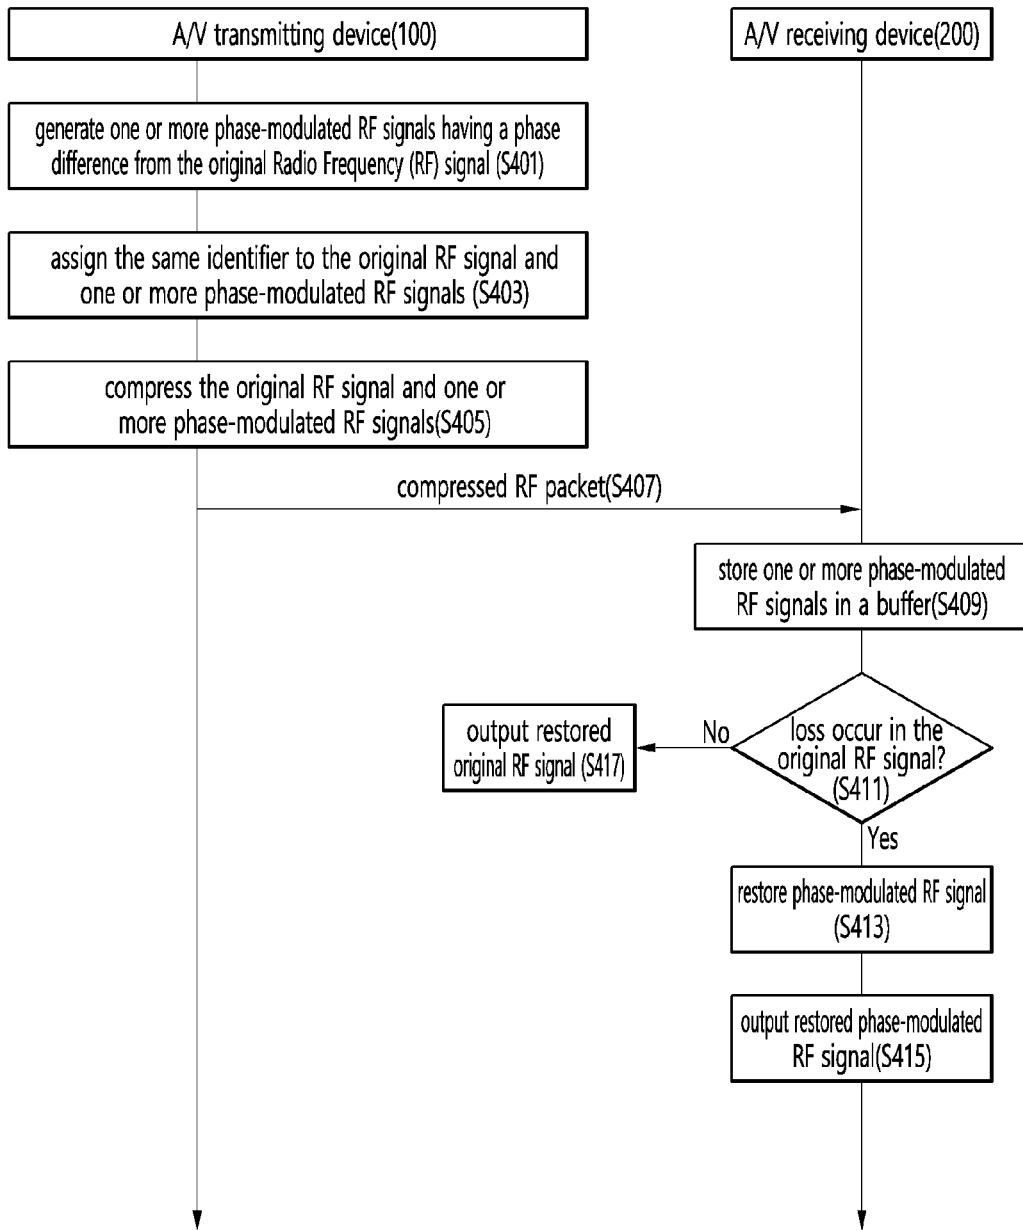 A/V transmitting device(100)
A/V receiving device(200)
generate one or more phase-modulated RF signals having a phase
difference from the original Radio Frequency (RF) signal (S401)
assign the same identifier to the original RF signal and
one or more phase-modulated RF signals (S403)
compress the original RF signal and one or
more phase-modulated RF signals(S405)
compressed RF packet(S407)
store one or more phase-modulated
RF signals in a buffer(S409)
loss occur in the
original RF signal?
(S411)
No
output restored
original RF signal (S417)
Yes
restore phase-modulated RF signal
(S413)
output restored phase-modulated
RF signal(S415)